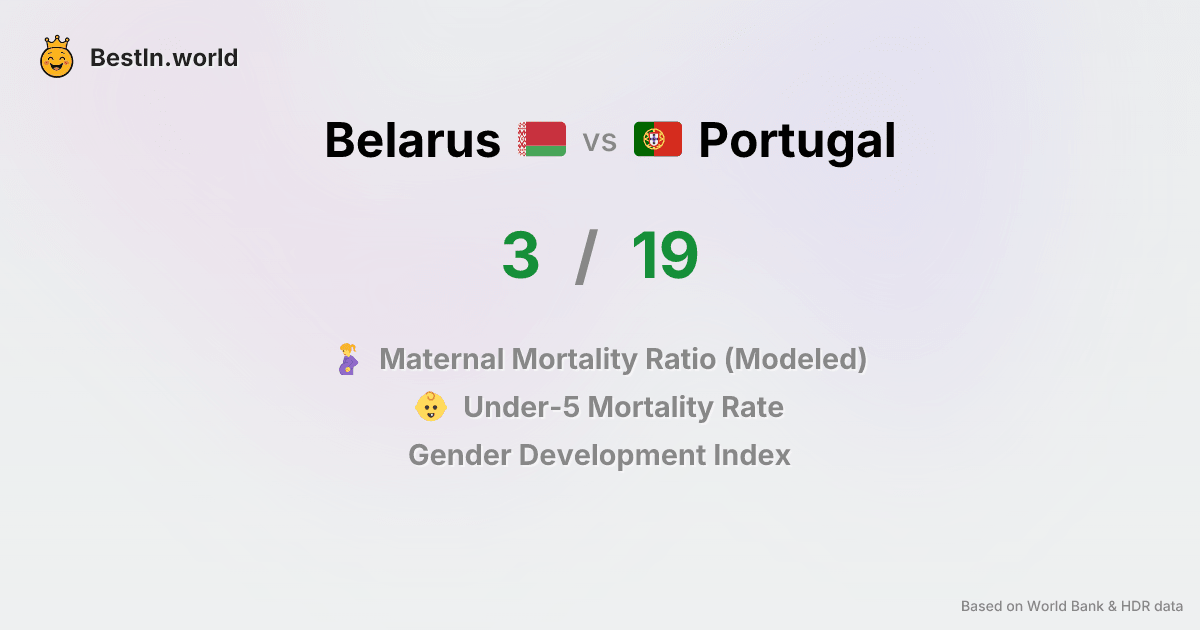 BestIn.world
Belarus vs Portugal
3 / 19
Maternal Mortality Ratio (Modeled)
Under-5 Mortality Rate
Gender Development Index
Based on World Bank & HDR data